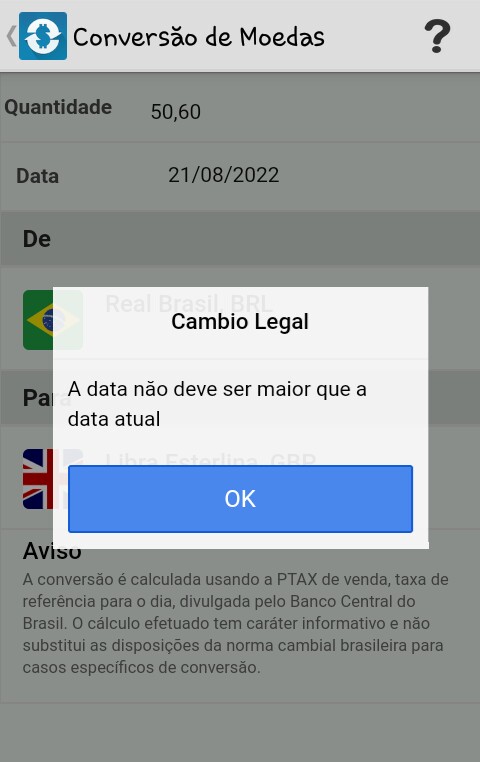 Conversão de Moedas ?
Quantidade 50,60
Data 21/08/2022
De
Real Brasil, BRL
Cambio Legal
A data não deve ser maior que a
data atual
Para
Libra Esterlina, GBP
OK
Aviso
A conversão é calculada usando a PTAX de venda, taxa de
referência para o dia, divulgada pelo Banco Central do
Brasil. O cálculo efetuado tem caráter informativo e não
substitui as disposições da norma cambial brasileira para
casos específicos de conversão.